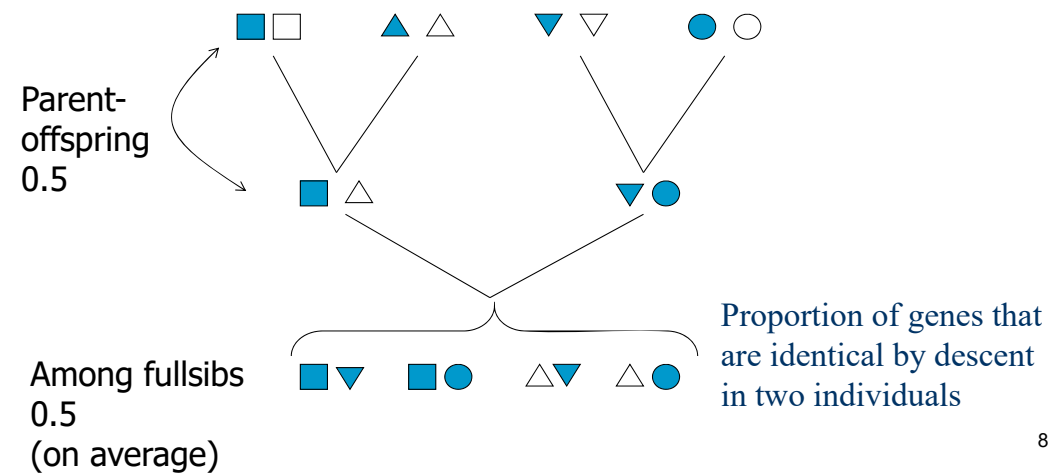 Parent-
offspring
0.5
Among fullsibs
0.5
(on average)
Proportion of genes that
are identical by descent
in two individuals
8